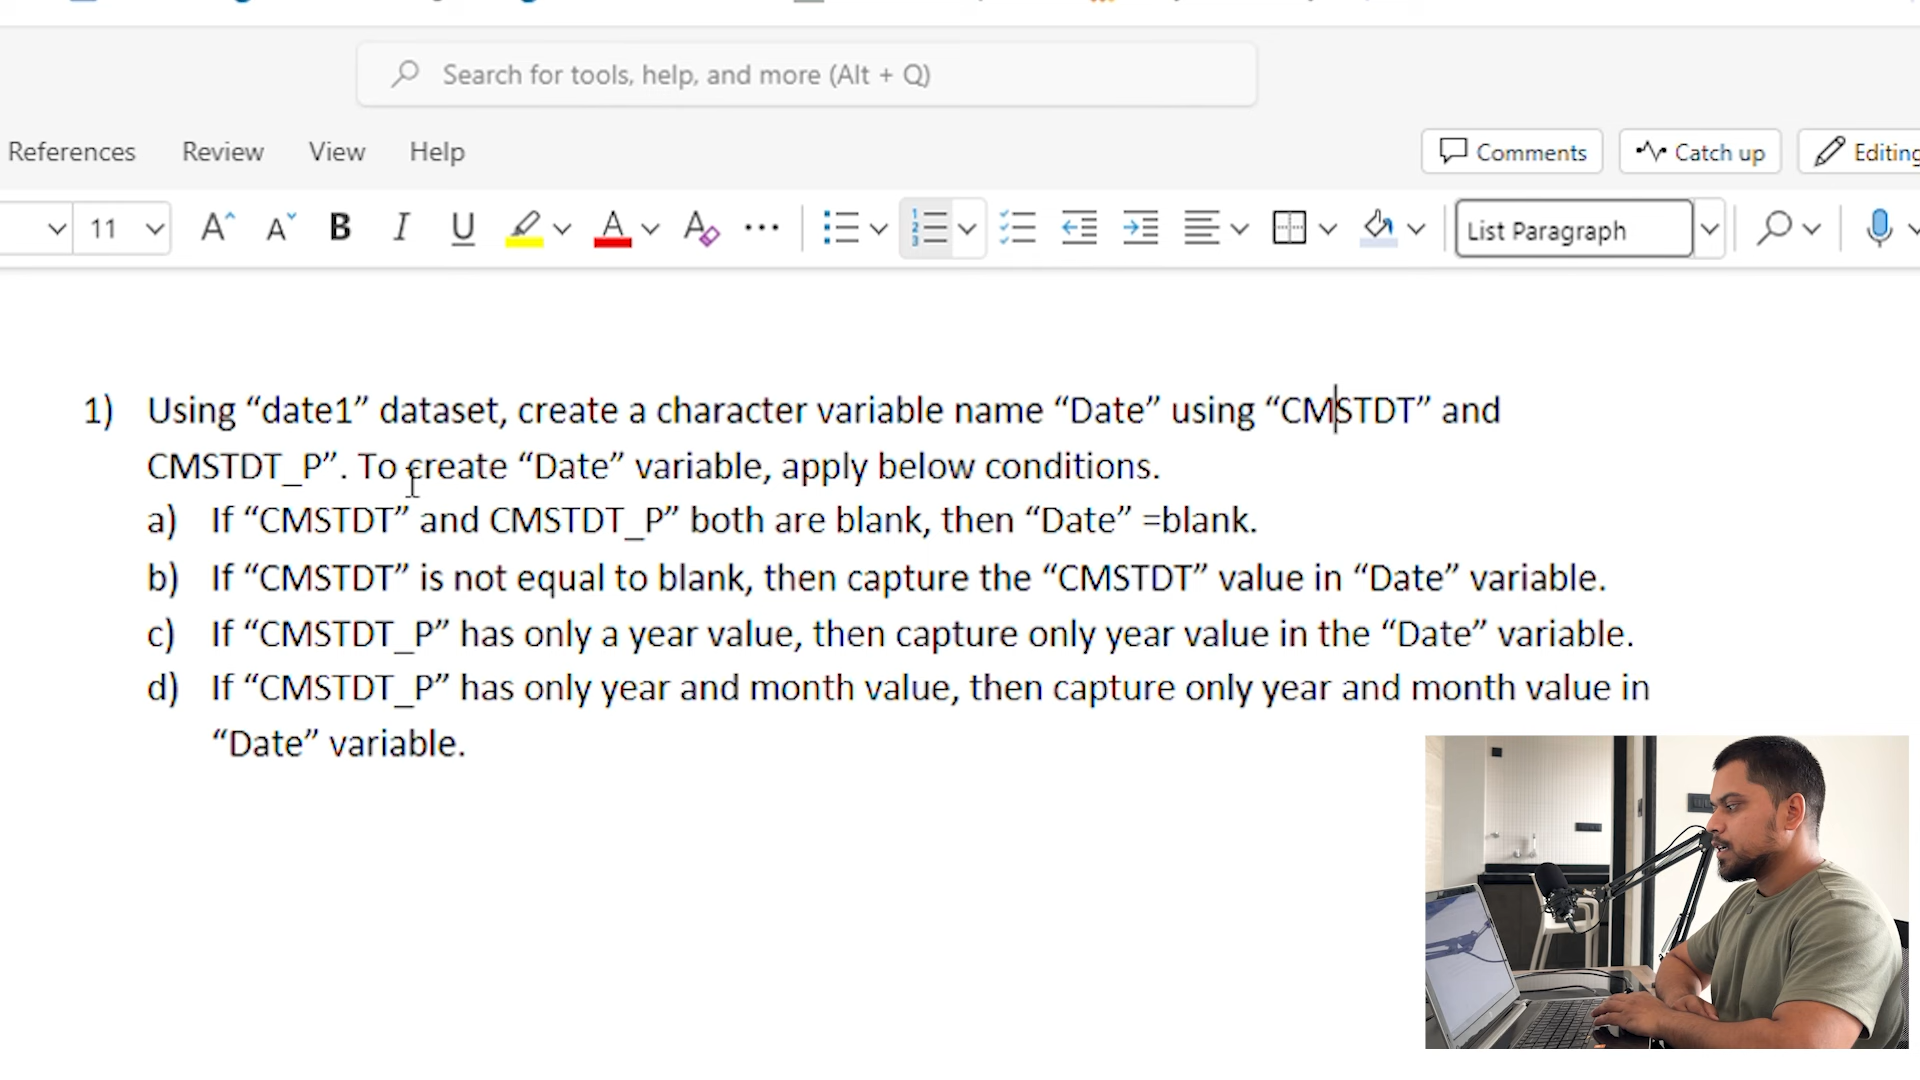 Search for tools, help, and more (Alt + Q)
References Review View Help Comments Catch up Editing
11 A A B I U A A List Paragraph
1) Using “date1” dataset, create a character variable name “Date” using “CMSTDT” and
CMSTDT_P”. To create “Date” variable, apply below conditions.
a) If “CMSTDT” and CMSTDT_P” both are blank, then “Date” =blank.
b) If “CMSTDT” is not equal to blank, then capture the “CMSTDT” value in “Date” variable.
c) If “CMSTDT_P” has only a year value, then capture only year value in the “Date” variable.
d) If “CMSTDT_P” has only year and month value, then capture only year and month value in
“Date” variable.